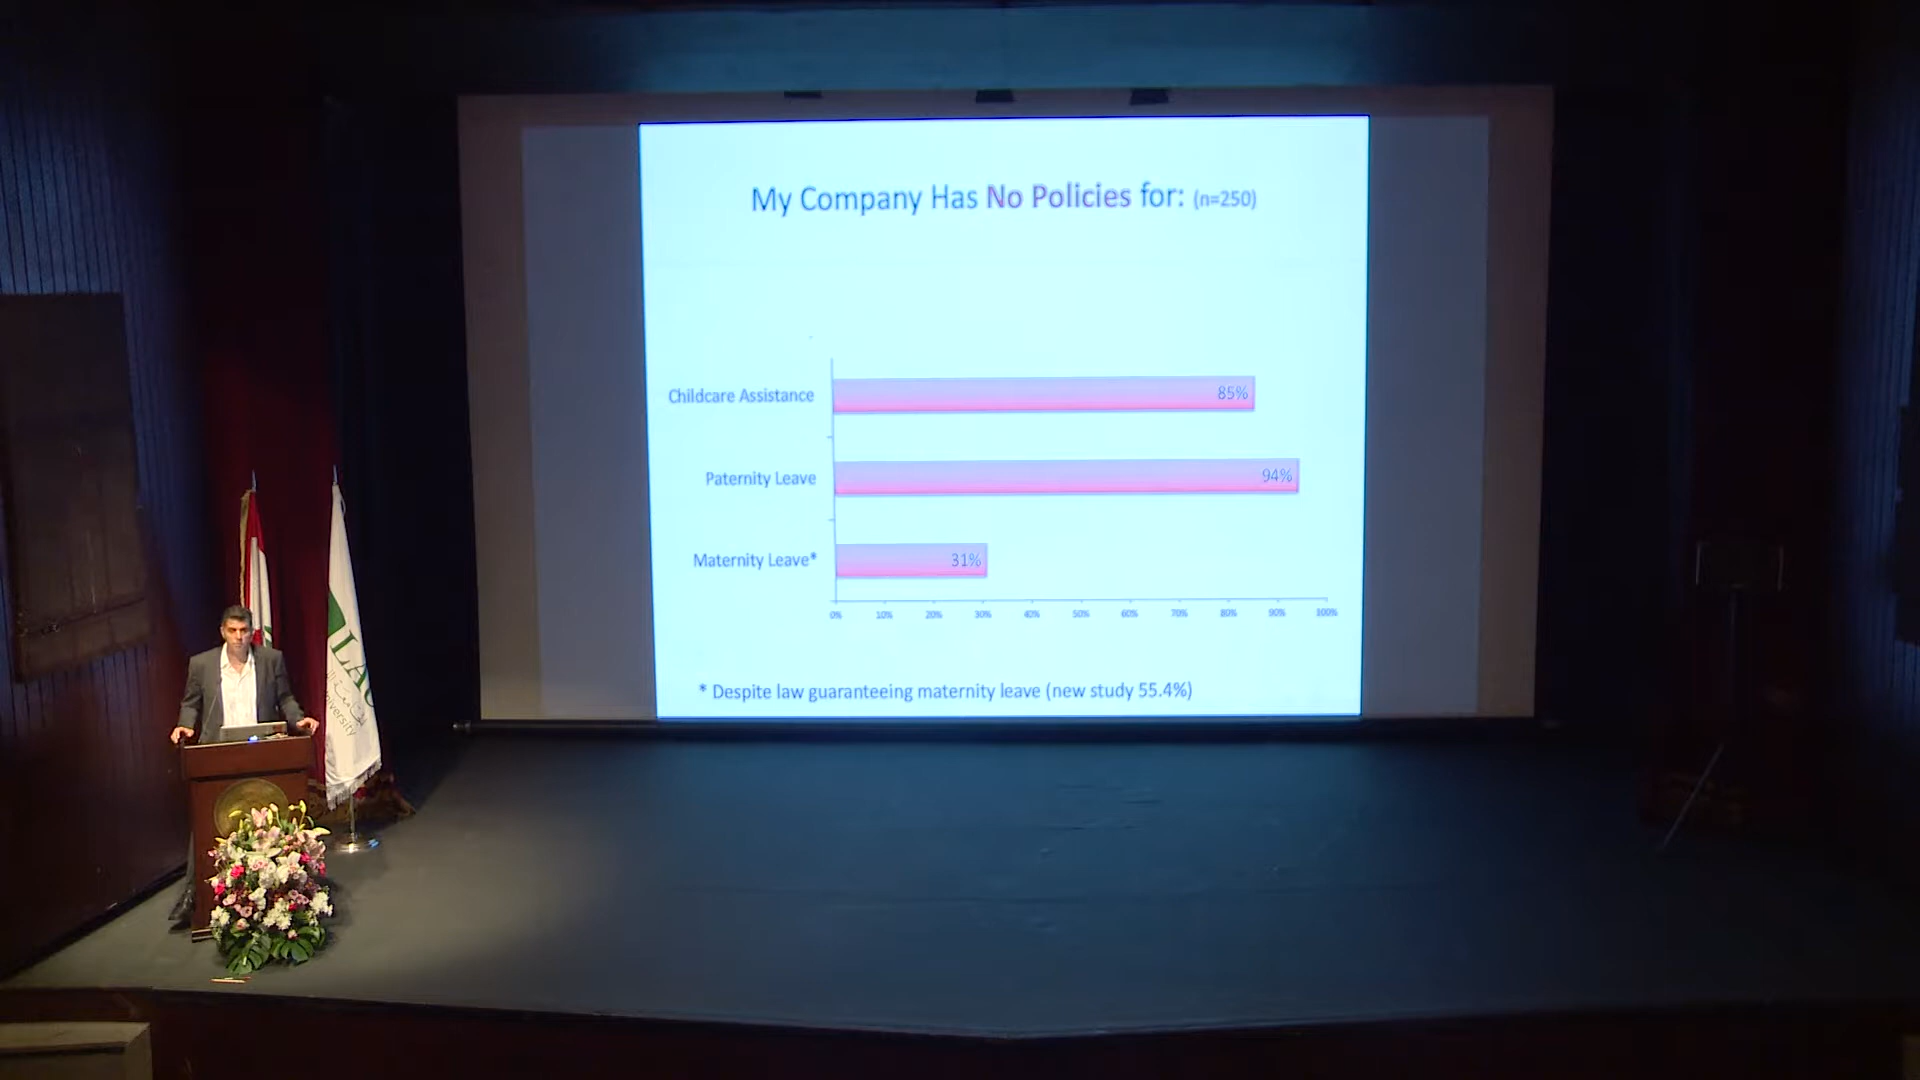 My Company Has No Policies for: (n=250)
Childcare Assistance
85%
Paternity Leave
94%
Maternity Leave*
31%
0% 10% 20% 30% 40% 50% 60% 70% 80% 90% 100%
* Despite law guaranteeing maternity leave (new study 55.4%)
LAU